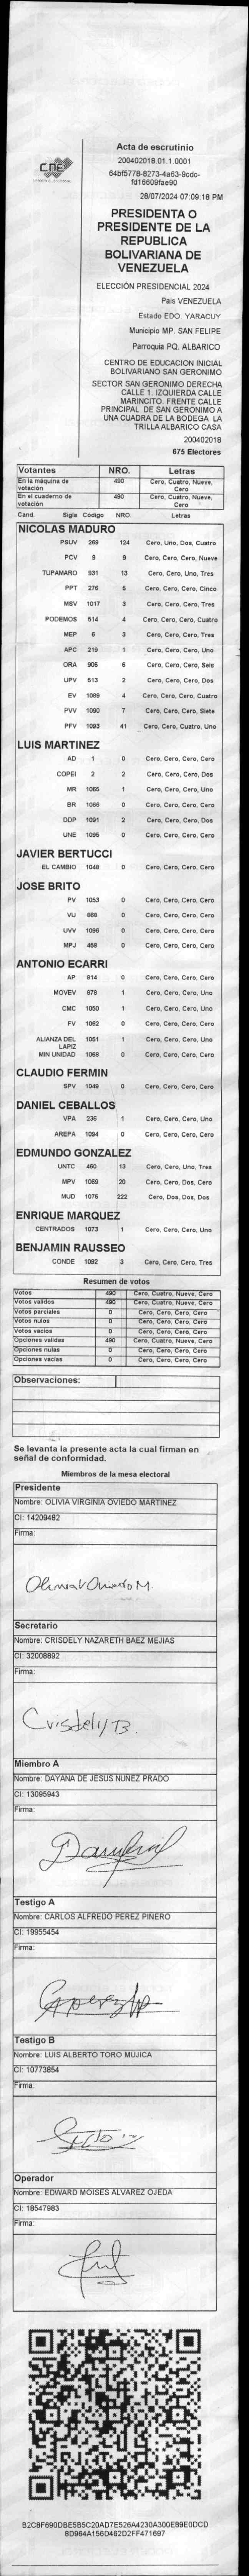 CNE
Acta de escrutinio
200402018.01.1.0001
64bf5778-8273-4a63-9cdc-
fd16609fae90
28/07/2024 07:09:18 PM
PRESIDENTA O
PRESIDENTE DE LA
REPUBLICA
BOLIVARIANA DE
VENEZUELA
ELECCIÓN PRESIDENCIAL 2024
Pais VENEZUELA
Estado EDO. YARACUY
Municipio MP. SAN FELIPE
Parroquia PQ. ALBARICO
CENTRO DE EDUCACION INICIAL
BOLIVARIANO SAN GERONIMO
SECTOR SAN GERONIMO DERECHA
CALLE 1. IZQUIERDA CALLE
MARINCITO. FRENTE CALLE
PRINCIPAL DE SAN GERONIMO A
UNA CUADRA DE LA BODEGA LA
TRILLA ALBARICO CASA
200402018
675 Electores
Votantes NRO. Letras
En la máquina de votación 490 Cero, Cuatro, Nueve, Cero
En el cuaderno de votación 490 Cero, Cuatro, Nueve, Cero
Cand. Sigla Código NRO. Letras
NICOLAS MADURO
PSUV 269 124 Cero, Uno, Dos, Cuatro
PCV 9 9 Cero, Cero, Cero, Nueve
TUPAMARO 931 13 Cero, Cero, Uno, Tres
PPT 276 5 Cero, Cero, Cero, Cinco
MSV 1017 3 Cero, Cero, Cero, Tres
PODEMOS 514 4 Cero, Cero, Cero, Cuatro
MEP 6 3 Cero, Cero, Cero, Tres
APC 219 1 Cero, Cero, Cero, Uno
ORA 906 6 Cero, Cero, Cero, Seis
UPV 513 2 Cero, Cero, Cero, Dos
EV 1089 4 Cero, Cero, Cero, Cuatro
PVV 1090 7 Cero, Cero, Cero, Siete
PFV 1093 41 Cero, Cero, Cuatro, Uno
LUIS MARTINEZ
AD 1 0 Cero, Cero, Cero, Cero
COPEI 2 2 Cero, Cero, Cero, Dos
MR 1065 1 Cero, Cero, Cero, Uno
BR 1066 0 Cero, Cero, Cero, Cero
DDP 1091 2 Cero, Cero, Cero, Dos
UNE 1095 0 Cero, Cero, Cero, Cero
JAVIER BERTUCCI
EL CAMBIO 1048 0 Cero, Cero, Cero, Cero
JOSE BRITO
PV 1053 0 Cero, Cero, Cero, Cero
VU 869 0 Cero, Cero, Cero, Cero
UVV 1096 0 Cero, Cero, Cero, Cero
MPJ 458 0 Cero, Cero, Cero, Cero
ANTONIO ECARRI
AP 914 0 Cero, Cero, Cero, Cero
MOVEV 878 1 Cero, Cero, Cero, Uno
CMC 1050 1 Cero, Cero, Cero, Uno
FV 1062 0 Cero, Cero, Cero, Cero
ALIANZA DEL LAPIZ 1051 1 Cero, Cero, Cero, Uno
MIN UNIDAD 1068 0 Cero, Cero, Cero, Cero
CLAUDIO FERMIN
SPV 1049 0 Cero, Cero, Cero, Cero
DANIEL CEBALLOS
VPA 236 1 Cero, Cero, Cero, Uno
AREPA 1094 0 Cero, Cero, Cero, Cero
EDMUNDO GONZALEZ
UNTC 460 13 Cero, Cero, Uno, Tres
MPV 1069 20 Cero, Cero, Dos, Cero
MUD 1075 222 Cero, Dos, Dos, Dos
ENRIQUE MARQUEZ
CENTRADOS 1073 1 Cero, Cero, Cero, Uno
BENJAMIN RAUSSEO
CONDE 1092 3 Cero, Cero, Cero, Tres
Resumen de votos
Votos 490 Cero, Cuatro, Nueve, Cero
Votos validos 490 Cero, Cuatro, Nueve, Cero
Votos parciales 0 Cero, Cero, Cero, Cero
Votos nulos 0 Cero, Cero, Cero, Cero
Votos vacios 0 Cero, Cero, Cero, Cero
Opciones validas 490 Cero, Cuatro, Nueve, Cero
Opciones nulas 0 Cero, Cero, Cero, Cero
Opciones vacias 0 Cero, Cero, Cero, Cero
Observaciones:
Se levanta la presente acta la cual firman en
señal de conformidad.
Miembros de la mesa electoral
Presidente
Nombre: OLIVIA VIRGINIA OVIEDO MARTINEZ
CI: 14209482
Firma:
Secretario
Nombre: CRISDELY NAZARETH BAEZ MEJIAS
CI: 32008692
Firma:
Crisdely B.
Miembro A
Nombre: DAYANA DE JESUS NUNEZ PRADO
CI: 13095943
Firma:
Testigo A
Nombre: CARLOS ALFREDO PEREZ PIÑERO
CI: 19955454
Firma:
Testigo B
Nombre: LUIS ALBERTO TORO MUJICA
CI: 10773854
Firma:
Operador
Nombre: EDWARD MOISES ALVAREZ OJEDA
CI: 18547983
Firma:
B2C8F690DBE5B5C20AD7E526A4230A300E89E0DCD
8D964A156D462D2FF471697